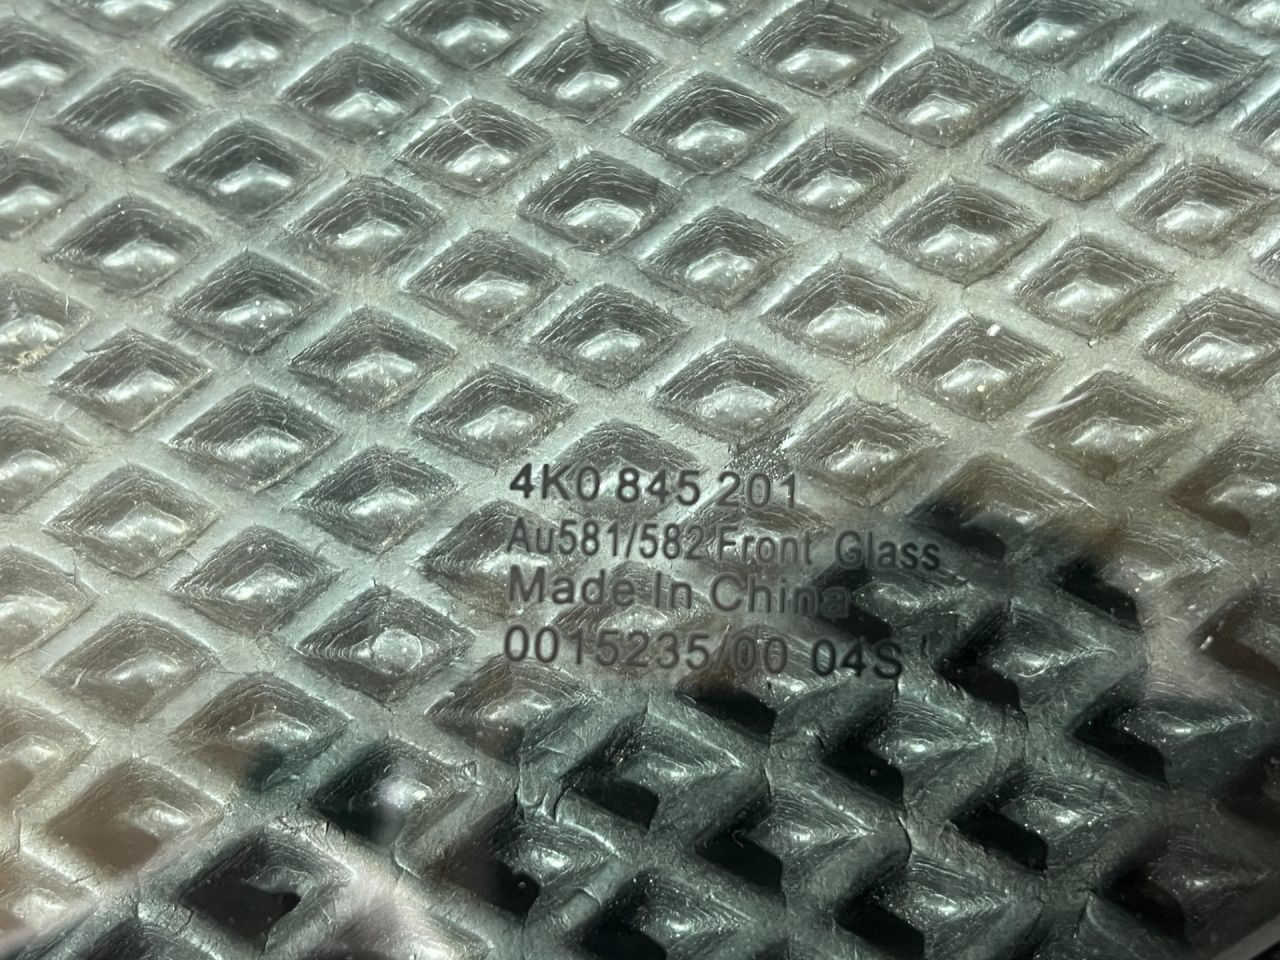 4K0 845 201
Au581/582 Front Glass
Made In China
0015235/00 04S